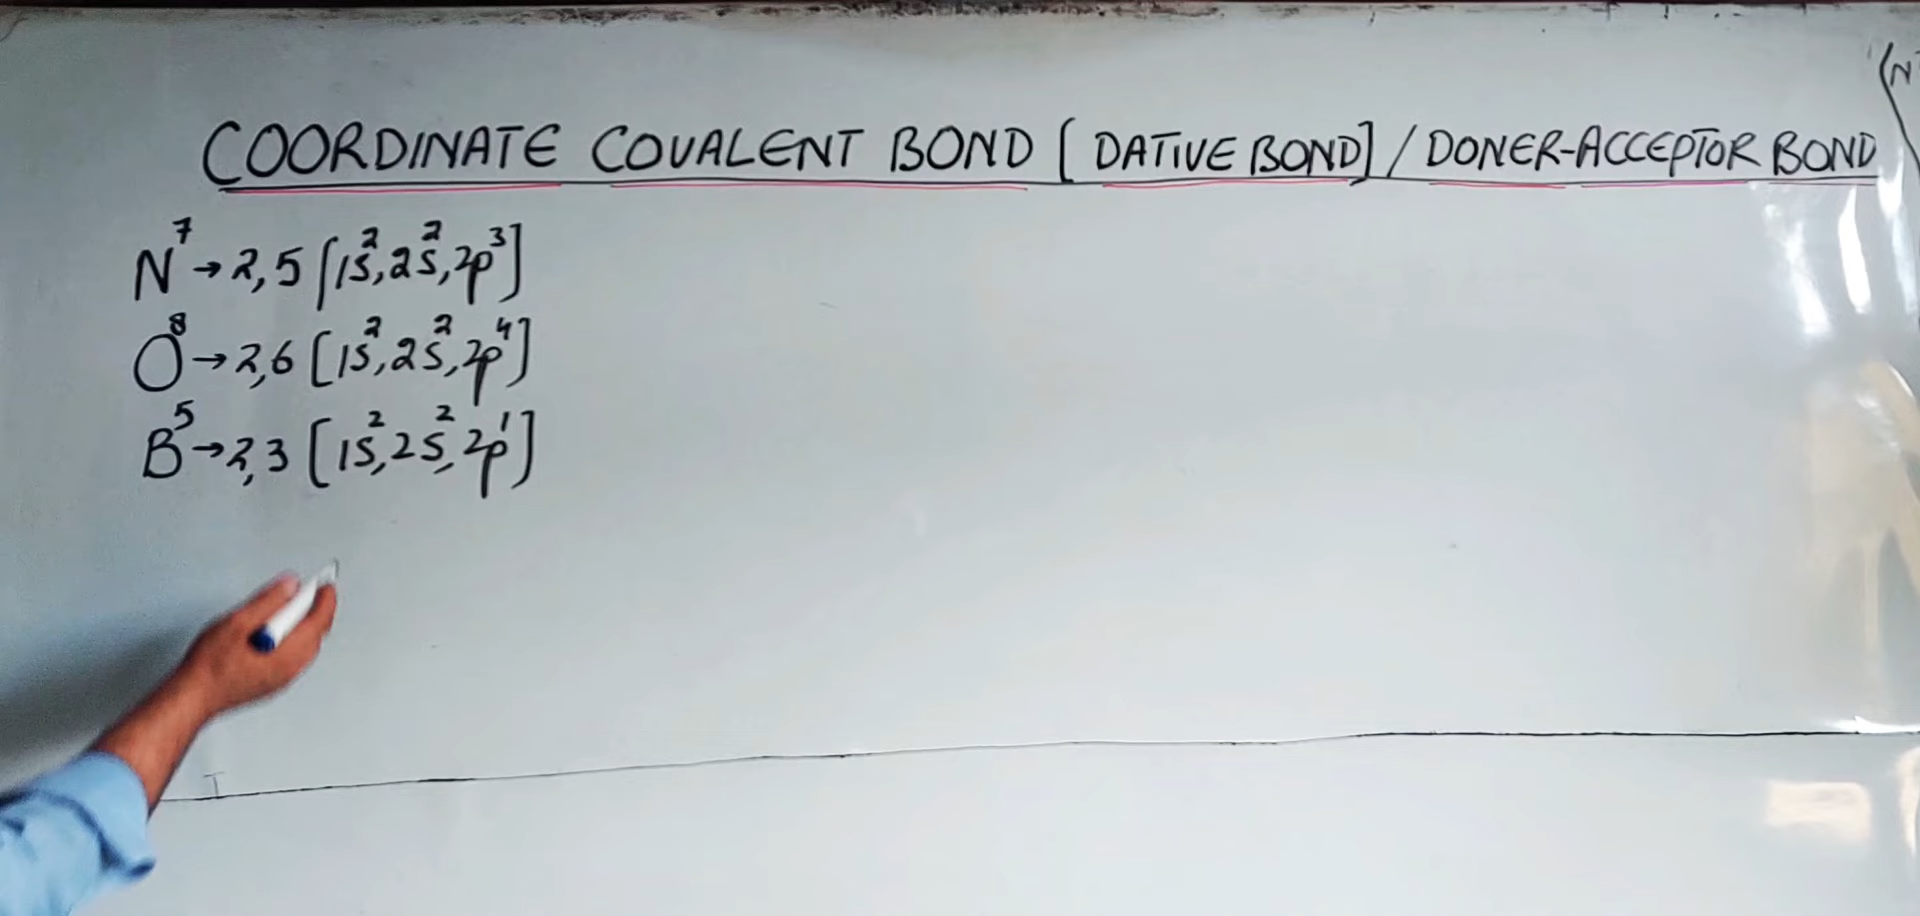 (N
COORDINATE COVALENT BOND [DATIVE BOND] / DONER-ACCEPTOR BOND
N⁷ → 2,5 [1s², 2s², 2p³]
O⁸ → 2,6 [1s², 2s², 2p⁴]
B⁵ → 2,3 [1s², 2s², 2p¹]